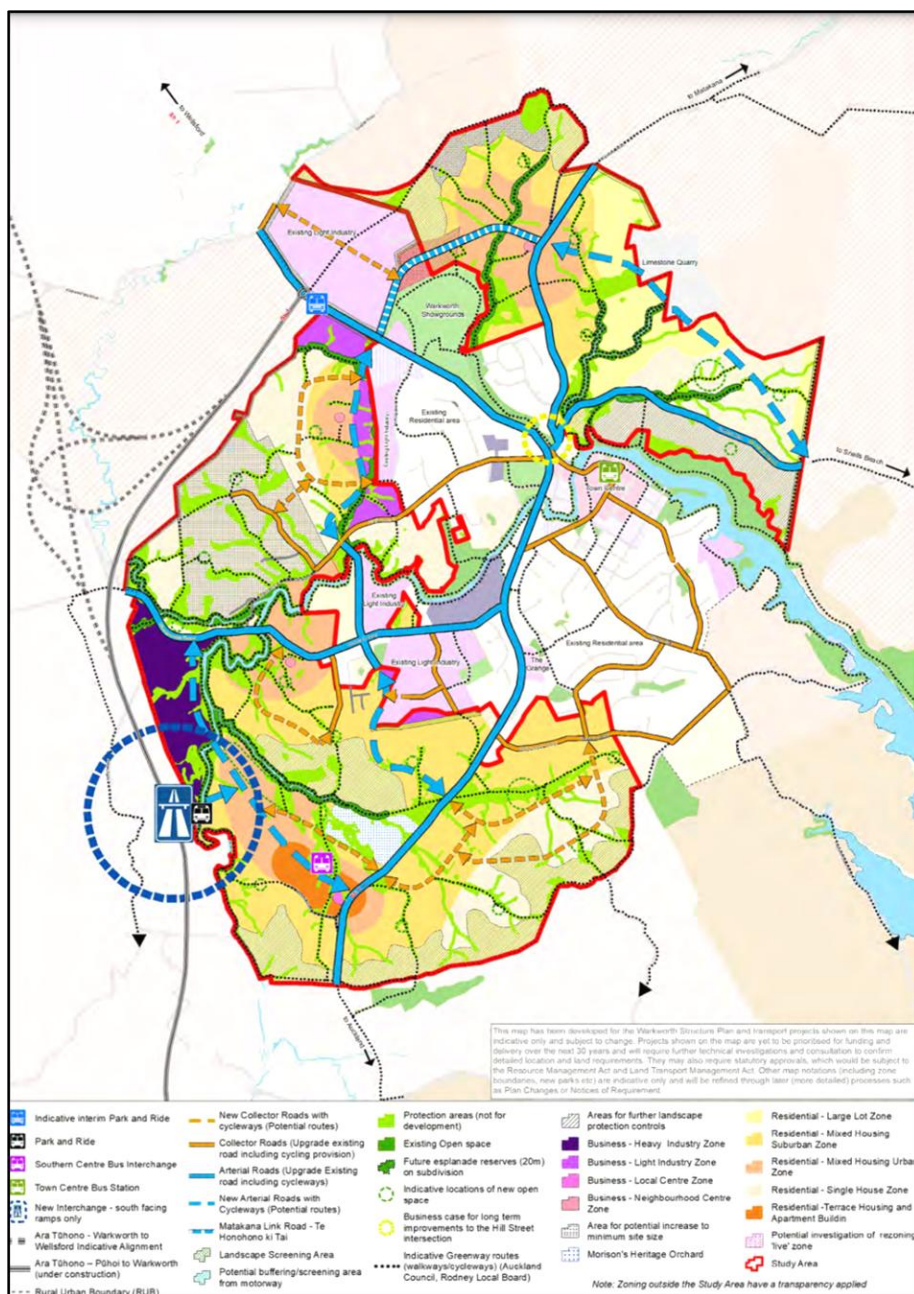 to Wellsford
to Matakana
Existing Light Industry
Limestone Quarry
Warkworth
Showgrounds
Existing
Residential area
Existing Light Industry
to Snells Beach
Town Centre
Existing
Light Industry
Existing Light Industry
The
Grange
Existing Residential area
to Auckland
This map has been developed for the Warkworth Structure Plan and transport projects shown on this map are
indicative only and subject to change. Projects shown on the map are yet to be prioritised for funding and
delivery over the next 30 years and will require further technical investigations and consultation to confirm
detailed location and land requirements. They may also require statutory approvals, which would be subject to
the Resource Management Act and Land Transport Management Act. Other map notations (including zone
boundaries, new parks etc) are indicative only and will be refined through later (more detailed) processes such
as Plan Changes or Notices of Requirement.
Indicative interim Park and Ride
Park and Ride
Southern Centre Bus Interchange
Town Centre Bus Station
New Interchange - south facing
ramps only
Ara Tūhono - Warkworth to
Wellsford Indicative Alignment
Ara Tūhono – Pūhoi to Warkworth
(under construction)
Rural Urban Boundary (RUB)
New Collector Roads with
cycleways (Potential routes)
Collector Roads (Upgrade existing
road including cycling provision)
Arterial Roads (Upgrade Existing
road including cycleways)
New Arterial Roads with
Cycleways (Potential routes)
Matakana Link Road - Te
Honohono ki Tai
Landscape Screening Area
Potential buffering/screening area
from motorway
Protection areas (not for
development)
Existing Open space
Future esplanade reserves (20m)
on subdivision
Indicative locations of new open
space
Business case for long term
improvements to the Hill Street
intersection
Indicative Greenway routes
(walkways/cycleways) (Auckland
Council, Rodney Local Board)
Areas for further landscape
protection controls
Business - Heavy Industry Zone
Business - Light Industry Zone
Business - Local Centre Zone
Business - Neighbourhood Centre
Zone
Area for potential increase to
minimum site size
Morison's Heritage Orchard
Residential - Large Lot Zone
Residential - Mixed Housing
Suburban Zone
Residential - Mixed Housing Urban
Zone
Residential - Single House Zone
Residential -Terrace Housing and
Apartment Buildin
Potential investigation of rezoning
'live' zone
Study Area
Note: Zoning outside the Study Area have a transparency applied